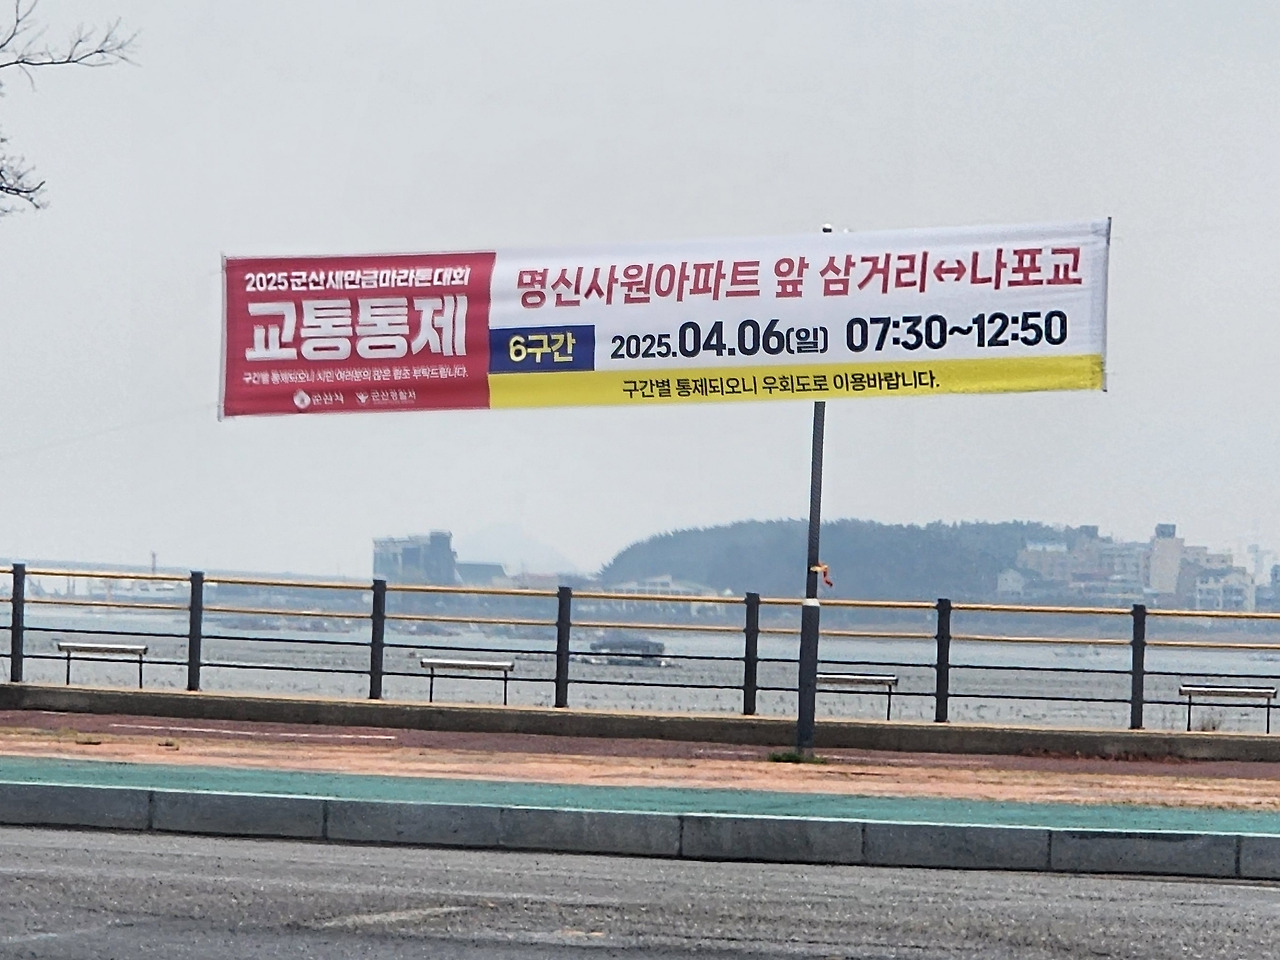 2025 군산새만금마라톤대회
교통통제
구간별 통제되오니 시민 여러분의 많은 협조 부탁드립니다.
군산시 군산경찰서
명신사원아파트 앞 삼거리↔나포교
6구간 2025.04.06(일) 07:30~12:50
구간별 통제되오니 우회도로 이용바랍니다.